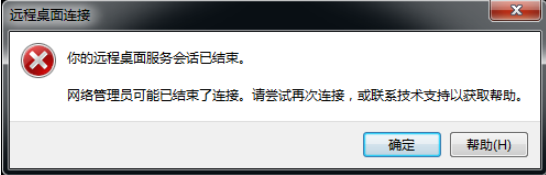 远程桌面连接
你的远程桌面服务会话已结束。
网络管理员可能已结束了连接。请尝试再次连接，或联系技术支持以获取帮助。
确定
帮助(H)